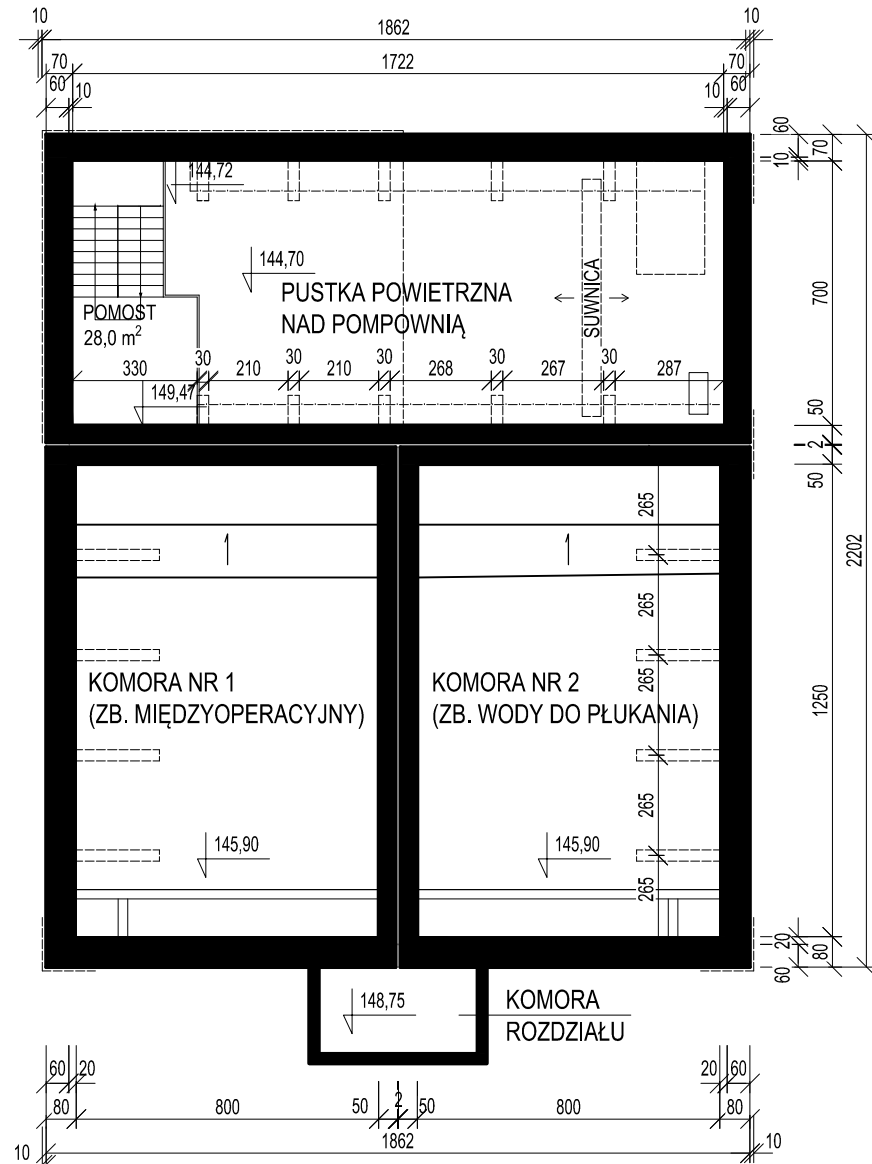 10 1862 10
70 1722 70
60 10 10 60
60
10 70
144,72
144,70
PUSTKA POWIETRZNA
NAD POMPOWNIĄ
SUWNICA
700
POMOST
28,0 m²
330 30 210 30 210 30 268 30 267 30 287
149,47
50
2
50
265
1 1
2202
265
KOMORA NR 1
(ZB. MIĘDZYOPERACYJNY)
KOMORA NR 2
(ZB. WODY DO PŁUKANIA)
265
1250
265
145,90 145,90
265
20 80
60
148,75
KOMORA
ROZDZIAŁU
60 20 20 60
80 800 50 2 50 800 80
10 1862 10